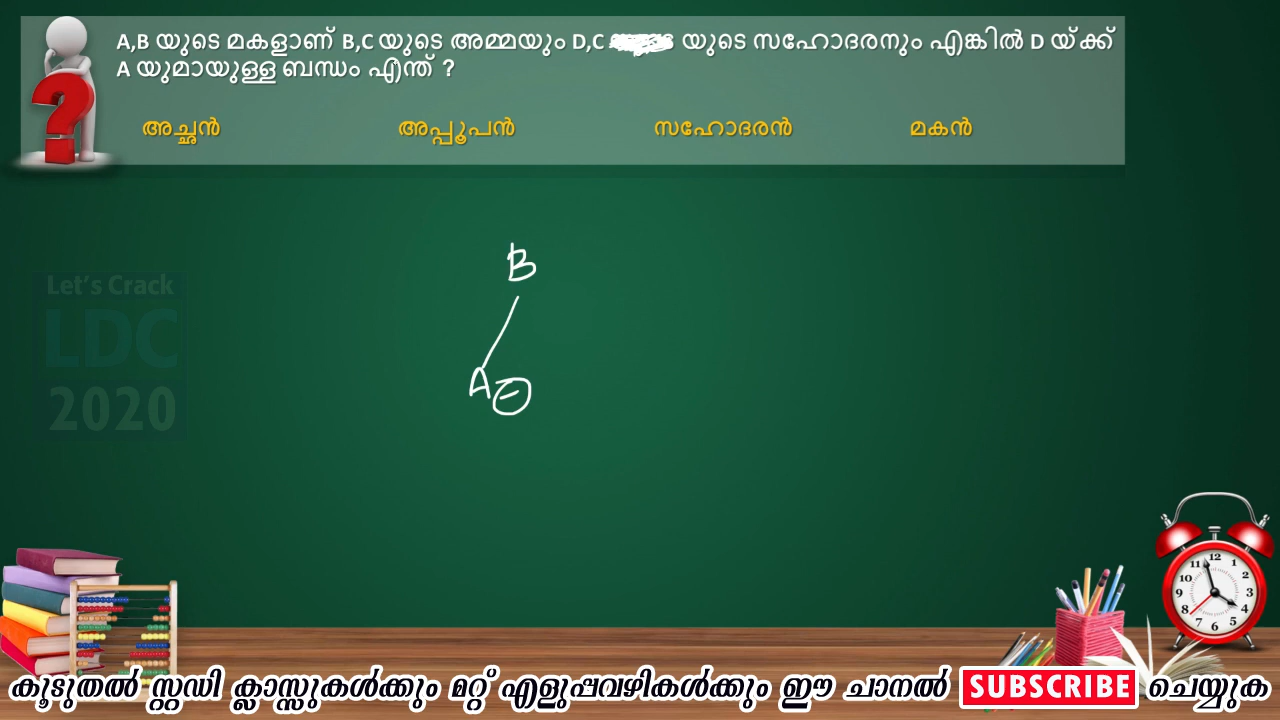 A,B യുടെ മകളാണ് B,C യുടെ അമ്മയും D,C യുടെ സഹോദരനും എങ്കിൽ D യ്ക്ക്
A യുമായുള്ള ബന്ധം എന്ത് ?
അച്ഛൻ അപ്പൂപൻ സഹോദരൻ മകൻ
B
A
Let's Crack
LDC
2020
കൂടുതൽ സ്റ്റഡി ക്ലാസ്സുകൾക്കും മറ്റ് എളുപ്പവഴികൾക്കും ഈ ചാനൽ SUBSCRIBE ചെയ്യുക